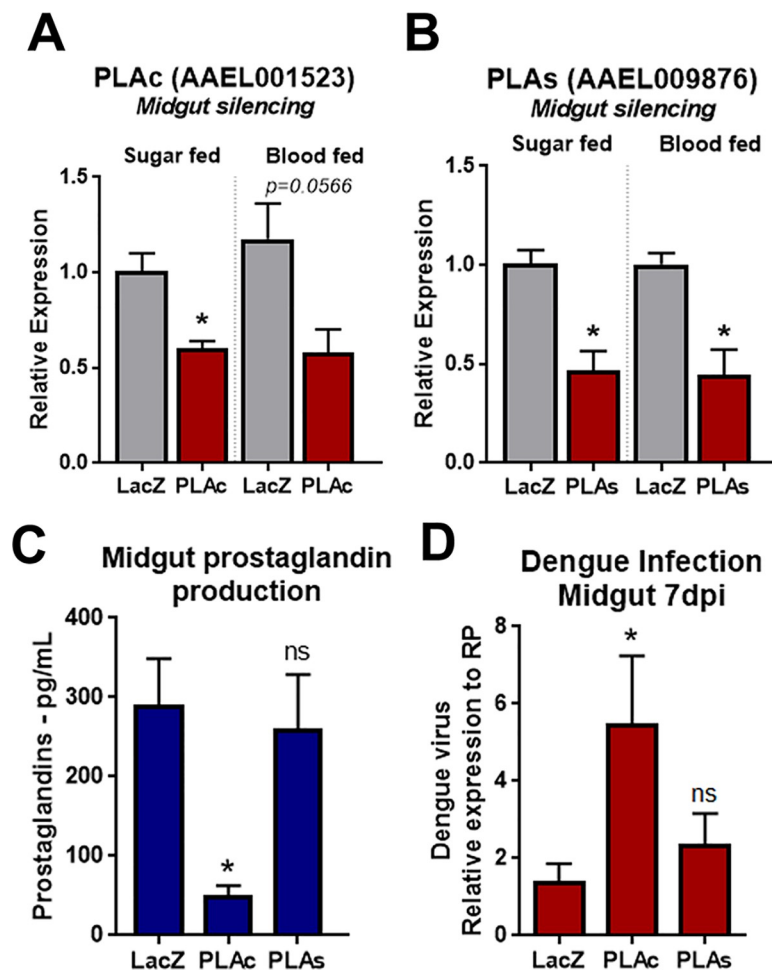 A
PLAc (AAEL001523)
Midgut silencing
Sugar fed
Blood fed
p=0.0566
Relative Expression
1.5
1.0
0.5
0.0
*
LacZ
PLAc
LacZ
PLAc
B
PLAs (AAEL009876)
Midgut silencing
Sugar fed
Blood fed
Relative Expression
1.5
1.0
0.5
0.0
*
*
LacZ
PLAs
LacZ
PLAs
C
Midgut prostaglandin
production
Prostaglandins - pg/mL
400
300
200
100
0
*
ns
LacZ
PLAc
PLAs
D
Dengue Infection
Midgut 7dpi
Dengue virus
Relative expression to RP
8
6
4
2
0
*
ns
LacZ
PLAc
PLAs